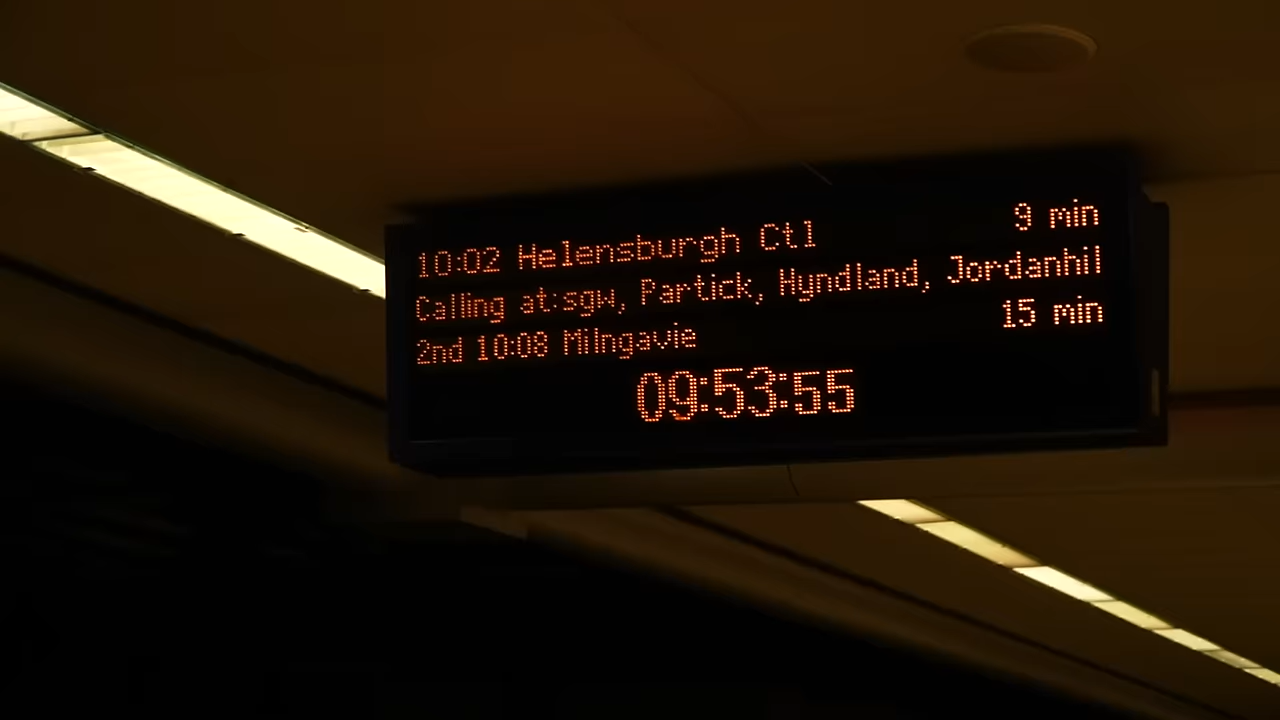 10:02 Helensburgh Ctl 9 min
Calling at:sgw, Partick, Hyndland, Jordanhil
2nd 10:08 Milngavie 15 min
09:53:55